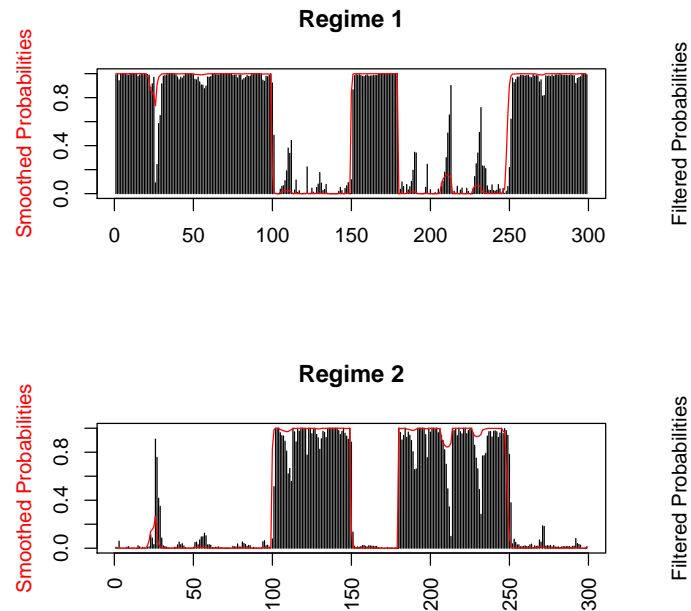 Regime 1
Smoothed Probabilities
0.0 0.4 0.8
0 50 100 150 200 250 300
Filtered Probabilities
Regime 2
Smoothed Probabilities
0.0 0.4 0.8
0 50 100 150 200 250 300
Filtered Probabilities